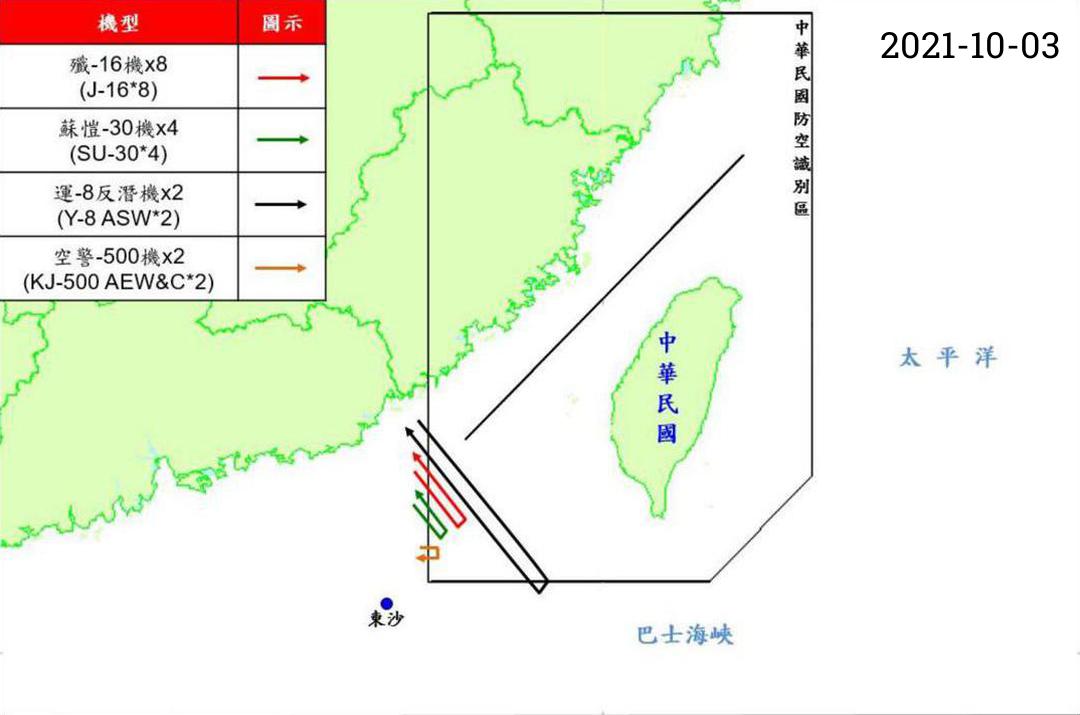 機型
圖示
殲-16機x8
(J-16*8)
蘇愷-30機x4
(SU-30*4)
運-8反潛機x2
(Y-8 ASW*2)
空警-500機x2
(KJ-500 AEW&C*2)
2021-10-03
中華民國防空識別區
中華民國
太平洋
東沙
巴士海峽